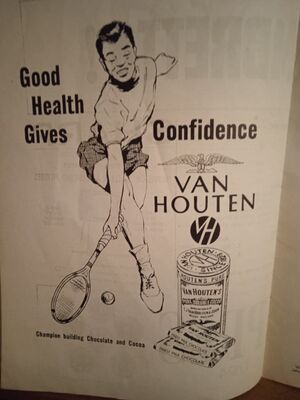 Good
Health
Gives Confidence
VAN
HOUTEN
VH
VAN HOUTEN'S
Champion building Chocolate and Cocoa